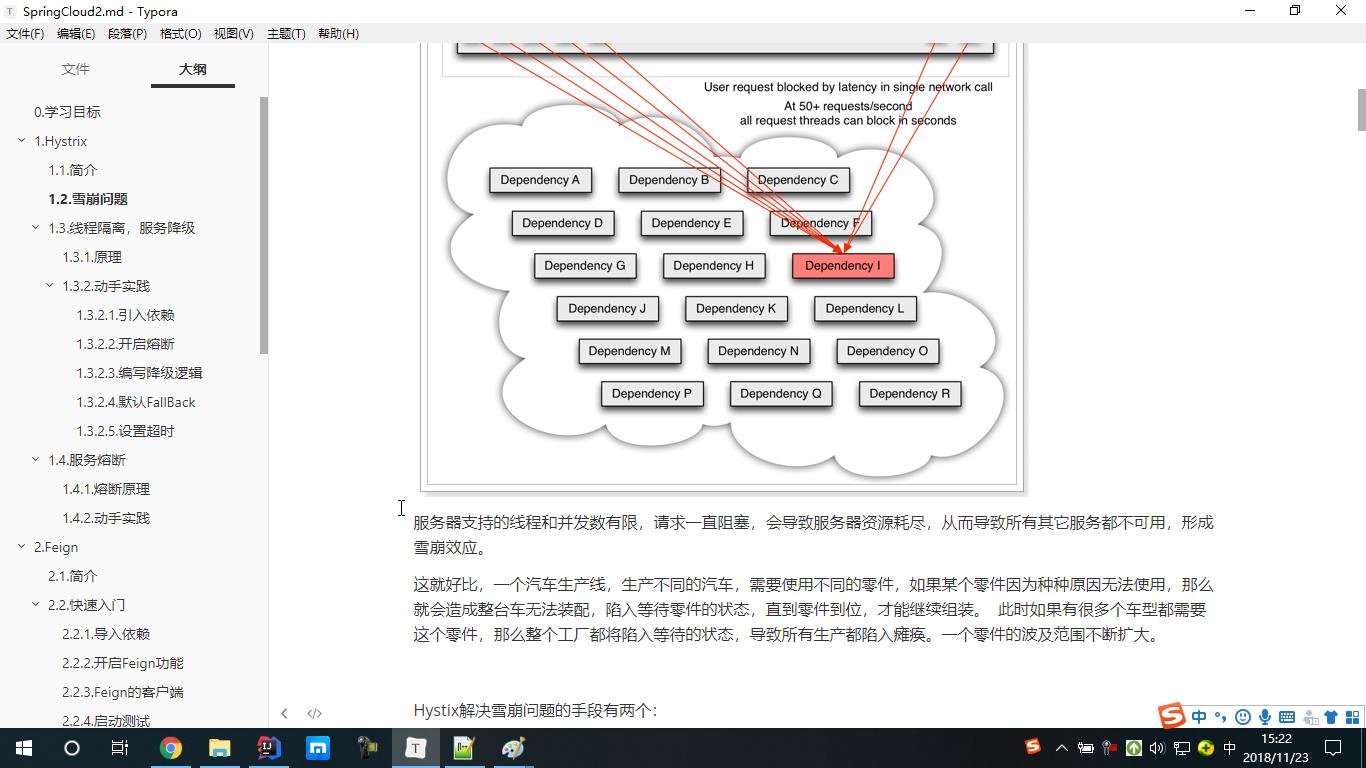 SpringCloud2.md - Typora
文件(F) 编辑(E) 段落(P) 格式(O) 视图(V) 主题(T) 帮助(H)
文件 大纲
0.学习目标
1.Hystrix
1.1.简介
1.2.雪崩问题
1.3.线程隔离，服务降级
1.3.1.原理
1.3.2.动手实践
1.3.2.1.引入依赖
1.3.2.2.开启熔断
1.3.2.3.编写降级逻辑
1.3.2.4.默认FallBack
1.3.2.5.设置超时
1.4.服务熔断
1.4.1.熔断原理
1.4.2.动手实践
2.Feign
2.1.简介
2.2.快速入门
2.2.1.导入依赖
2.2.2.开启Feign功能
2.2.3.Feign的客户端
2.2.4.启动测试
User request blocked by latency in single network call
At 50+ requests/second
all request threads can block in seconds
Dependency A Dependency B Dependency C
Dependency D Dependency E Dependency F
Dependency G Dependency H Dependency I
Dependency J Dependency K Dependency L
Dependency M Dependency N Dependency O
Dependency P Dependency Q Dependency R
服务器支持的线程和并发数有限，请求一直阻塞，会导致服务器资源耗尽，从而导致所有其它服务都不可用，形成
雪崩效应。
这就好比，一个汽车生产线，生产不同的汽车，需要使用不同的零件，如果某个零件因为种种原因无法使用，那么
就会造成整台车无法装配，陷入等待零件的状态，直到零件到位，才能继续组装。 此时如果有很多个车型都需要
这个零件，那么整个工厂都将陷入等待的状态，导致所有生产都陷入瘫痪。一个零件的波及范围不断扩大。
Hystix解决雪崩问题的手段有两个：
中
中
15:22
2018/11/23